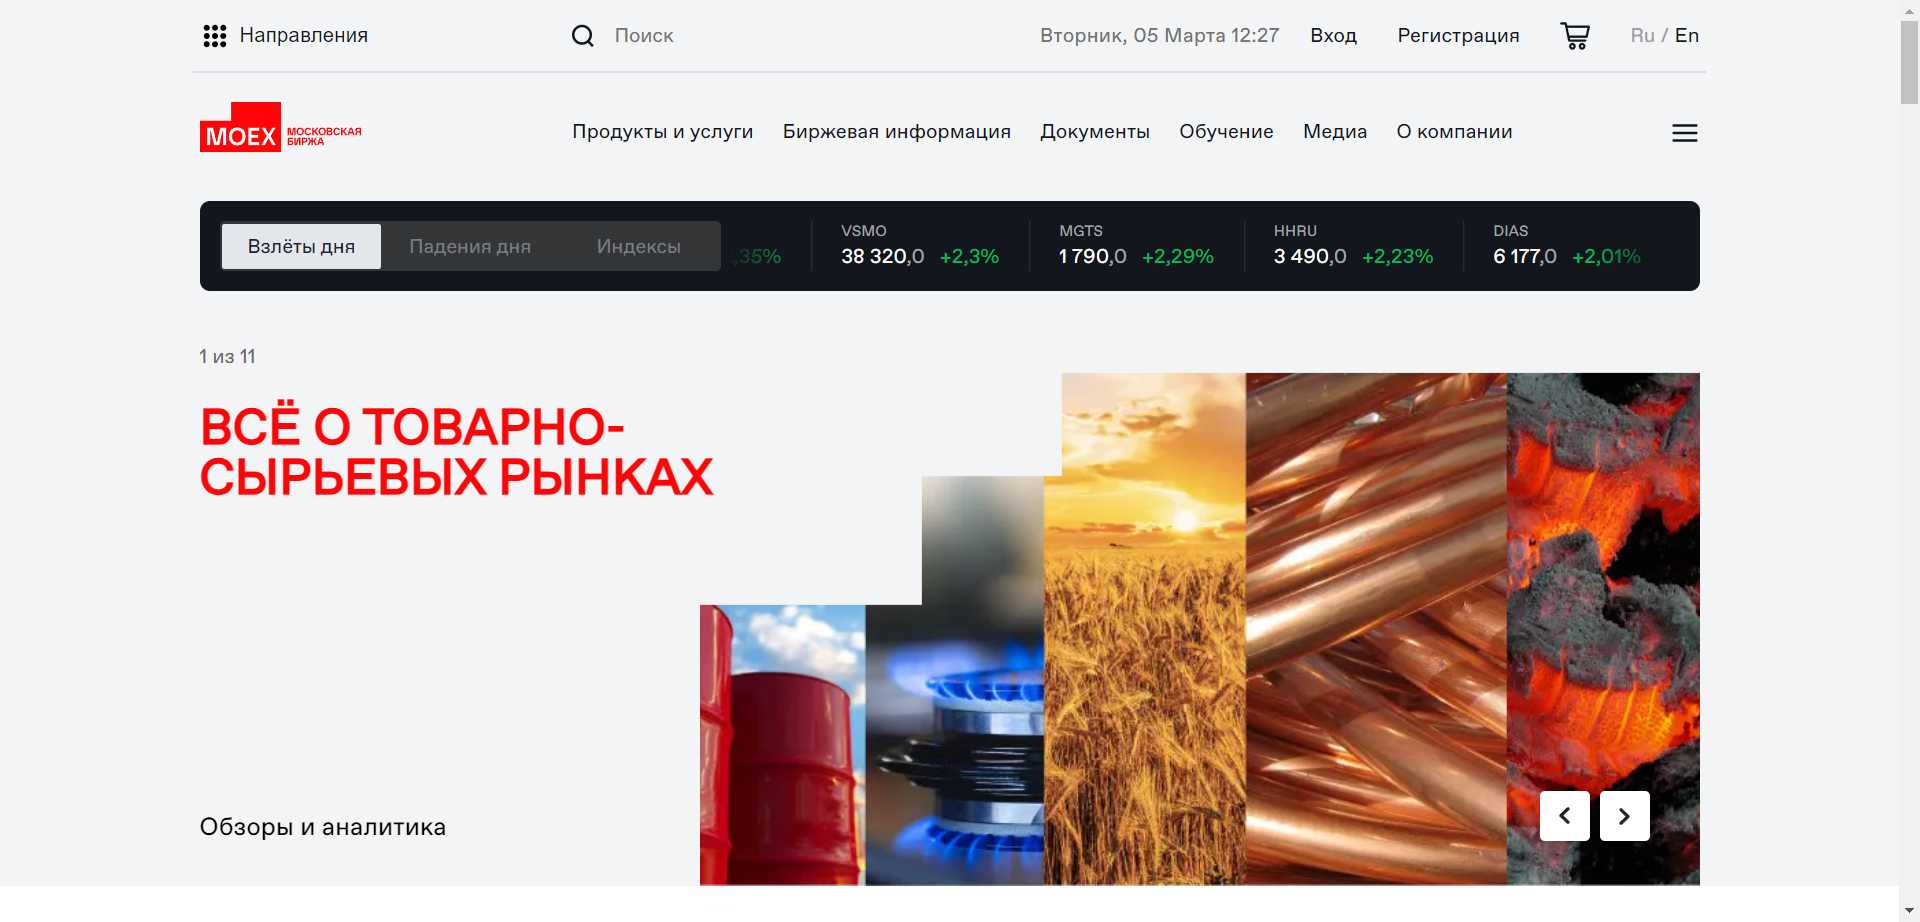 Направления
Поиск
Вторник, 05 Марта 12:27
Вход
Регистрация
Ru / En
MOEX
МОСКОВСКАЯ
БИРЖА
Продукты и услуги
Биржевая информация
Документы
Обучение
Медиа
О компании
Взлёты дня
Падения дня
Индексы
,35%
VSMO
38 320,0 +2,3%
MGTS
1 790,0 +2,29%
HHRU
3 490,0 +2,23%
DIAS
6 177,0 +2,01%
1 из 11
ВСЁ О ТОВАРНО-
СЫРЬЕВЫХ РЫНКАХ
Обзоры и аналитика